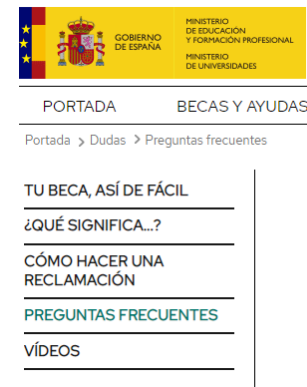 GOBIERNO
DE ESPAÑA
MINISTERIO
DE EDUCACIÓN
Y FORMACIÓN PROFESIONAL
MINISTERIO
DE UNIVERSIDADES
PORTADA BECAS Y AYUDAS
Portada > Dudas > Preguntas frecuentes
TU BECA, ASÍ DE FÁCIL
¿QUÉ SIGNIFICA...?
CÓMO HACER UNA
RECLAMACIÓN
PREGUNTAS FRECUENTES
VÍDEOS